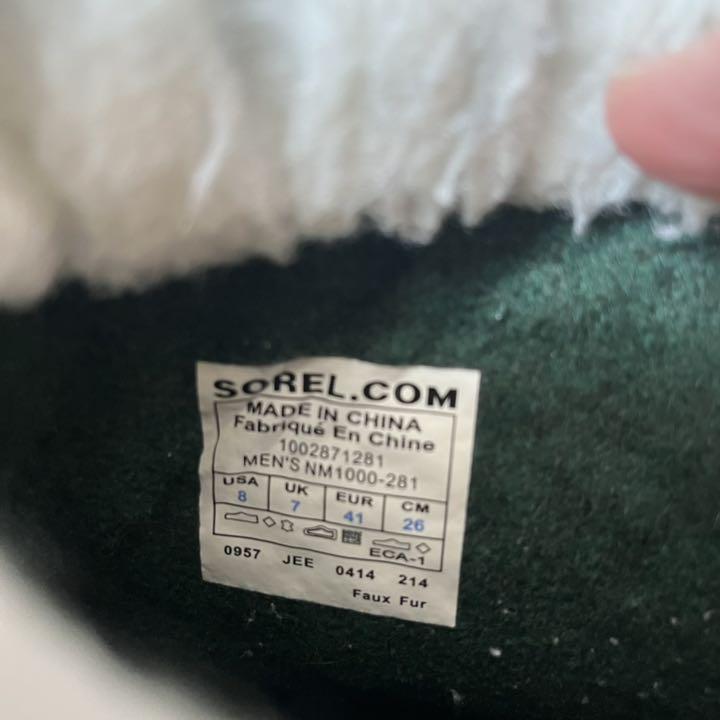 SOREL.COM
MADE IN CHINA
Fabriqué En Chine
1002871281
MEN'S NM1000-281
USA UK EUR CM
8 7 41 26
ECA-1
0957 JEE 0414 214
Faux Fur